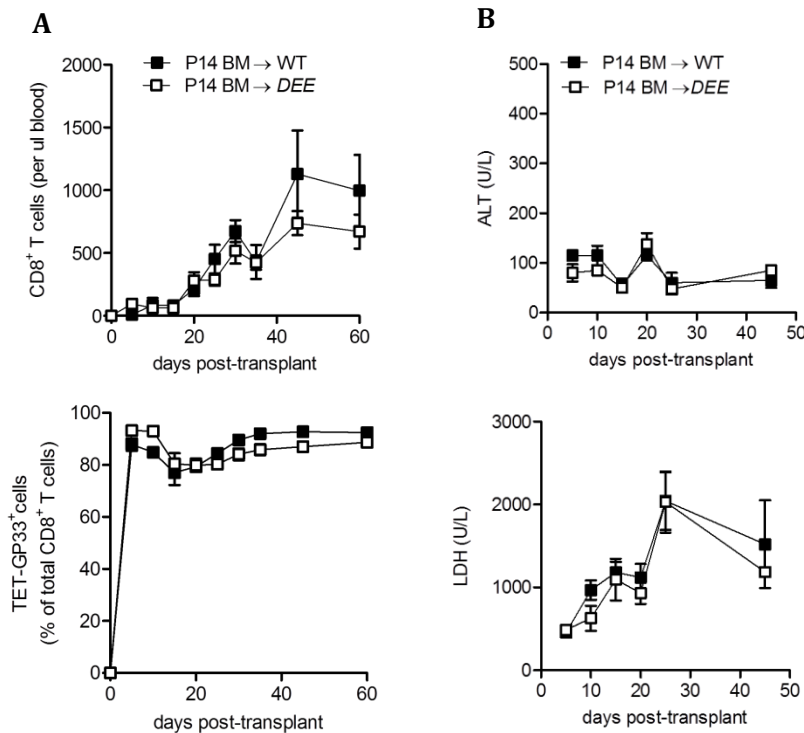 A
P14 BM → WT
P14 BM → DEE
2000
1500
1000
500
0
CD8⁺ T cells (per ul blood)
0 20 40 60
days post-transplant
B
P14 BM → WT
P14 BM →DEE
500
400
300
200
100
0
ALT (U/L)
0 10 20 30 40 50
days post-transplant
100
80
60
40
20
0
TET-GP33⁺cells
(% of total CD8⁺ T cells)
0 20 40 60
days post-transplant
3000
2000
1000
0
LDH (U/L)
0 10 20 30 40 50
days post-transplant